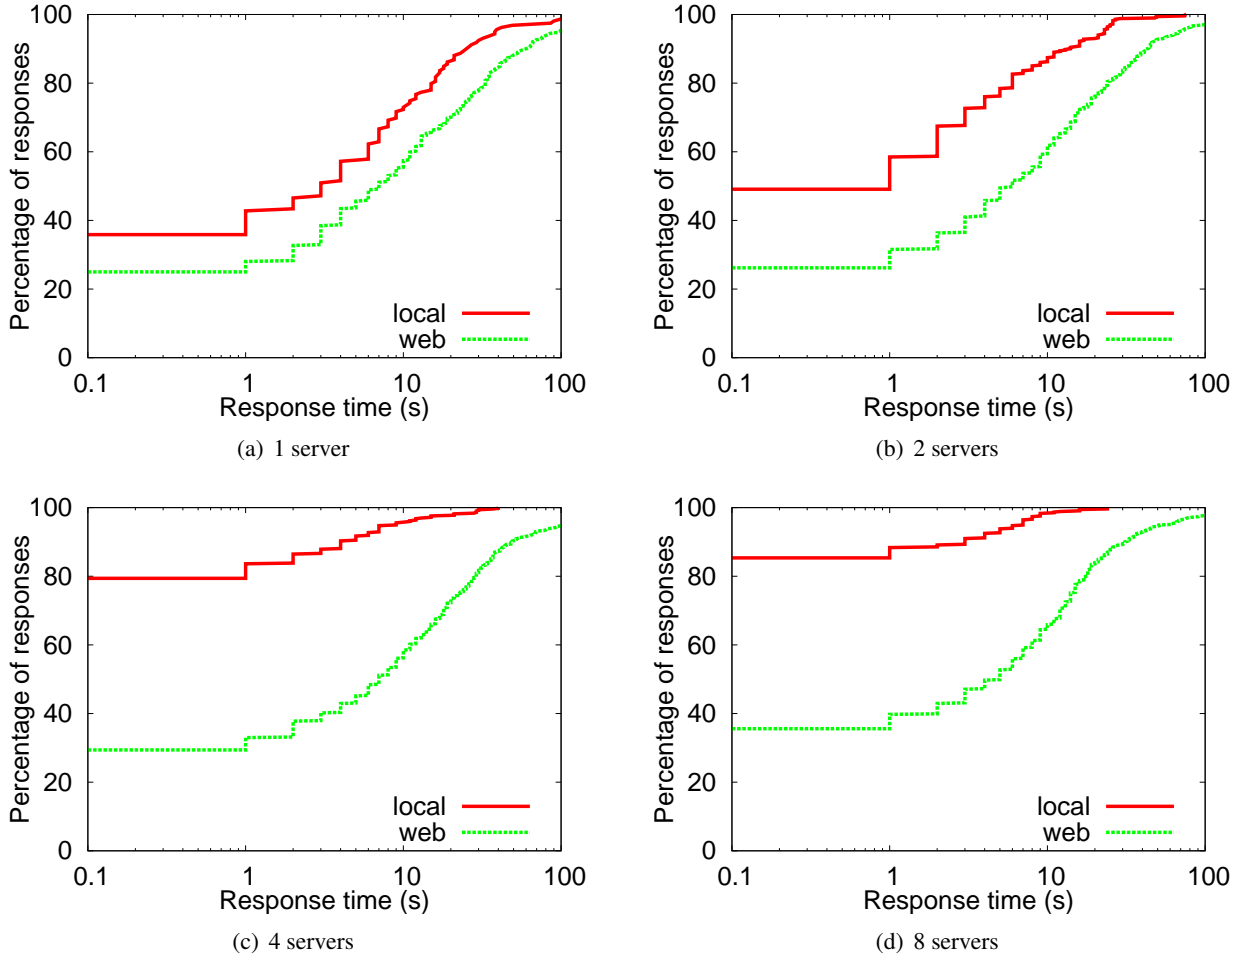 100
80
60
40
20
0
Percentage of responses
local
web
0.1 1 10 100
Response time (s)
(a) 1 server
100
80
60
40
20
0
Percentage of responses
local
web
0.1 1 10 100
Response time (s)
(b) 2 servers
100
80
60
40
20
0
Percentage of responses
local
web
0.1 1 10 100
Response time (s)
(c) 4 servers
100
80
60
40
20
0
Percentage of responses
local
web
0.1 1 10 100
Response time (s)
(d) 8 servers